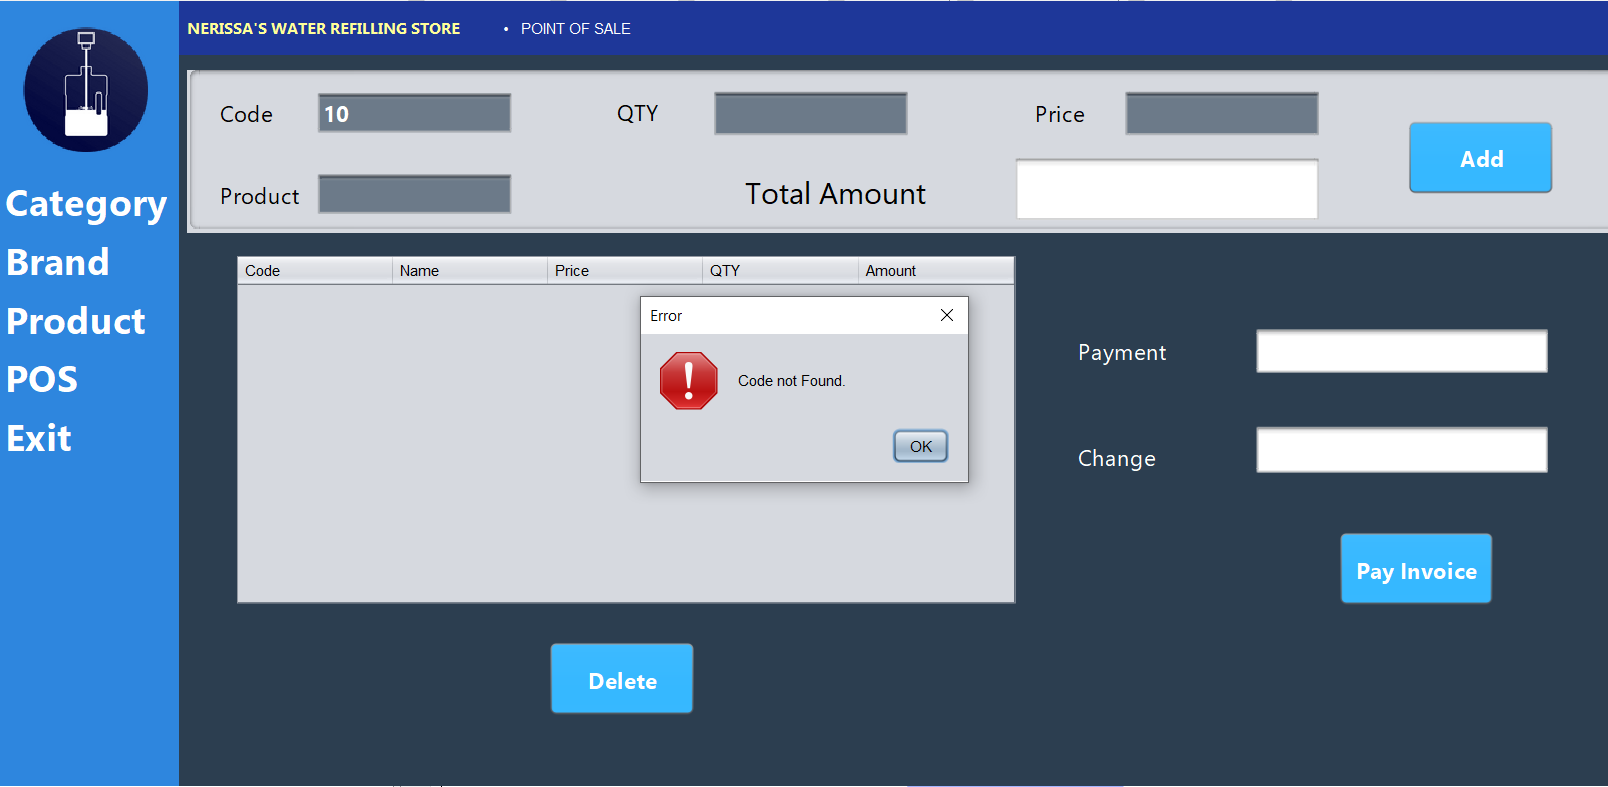 NERISSA'S WATER REFILLING STORE • POINT OF SALE
Code 10 QTY Price
Add
Product Total Amount
Category
Brand
Product
POS
Exit
Code Name Price QTY Amount
Error
Code not Found.
OK
Payment
Change
Pay Invoice
Delete